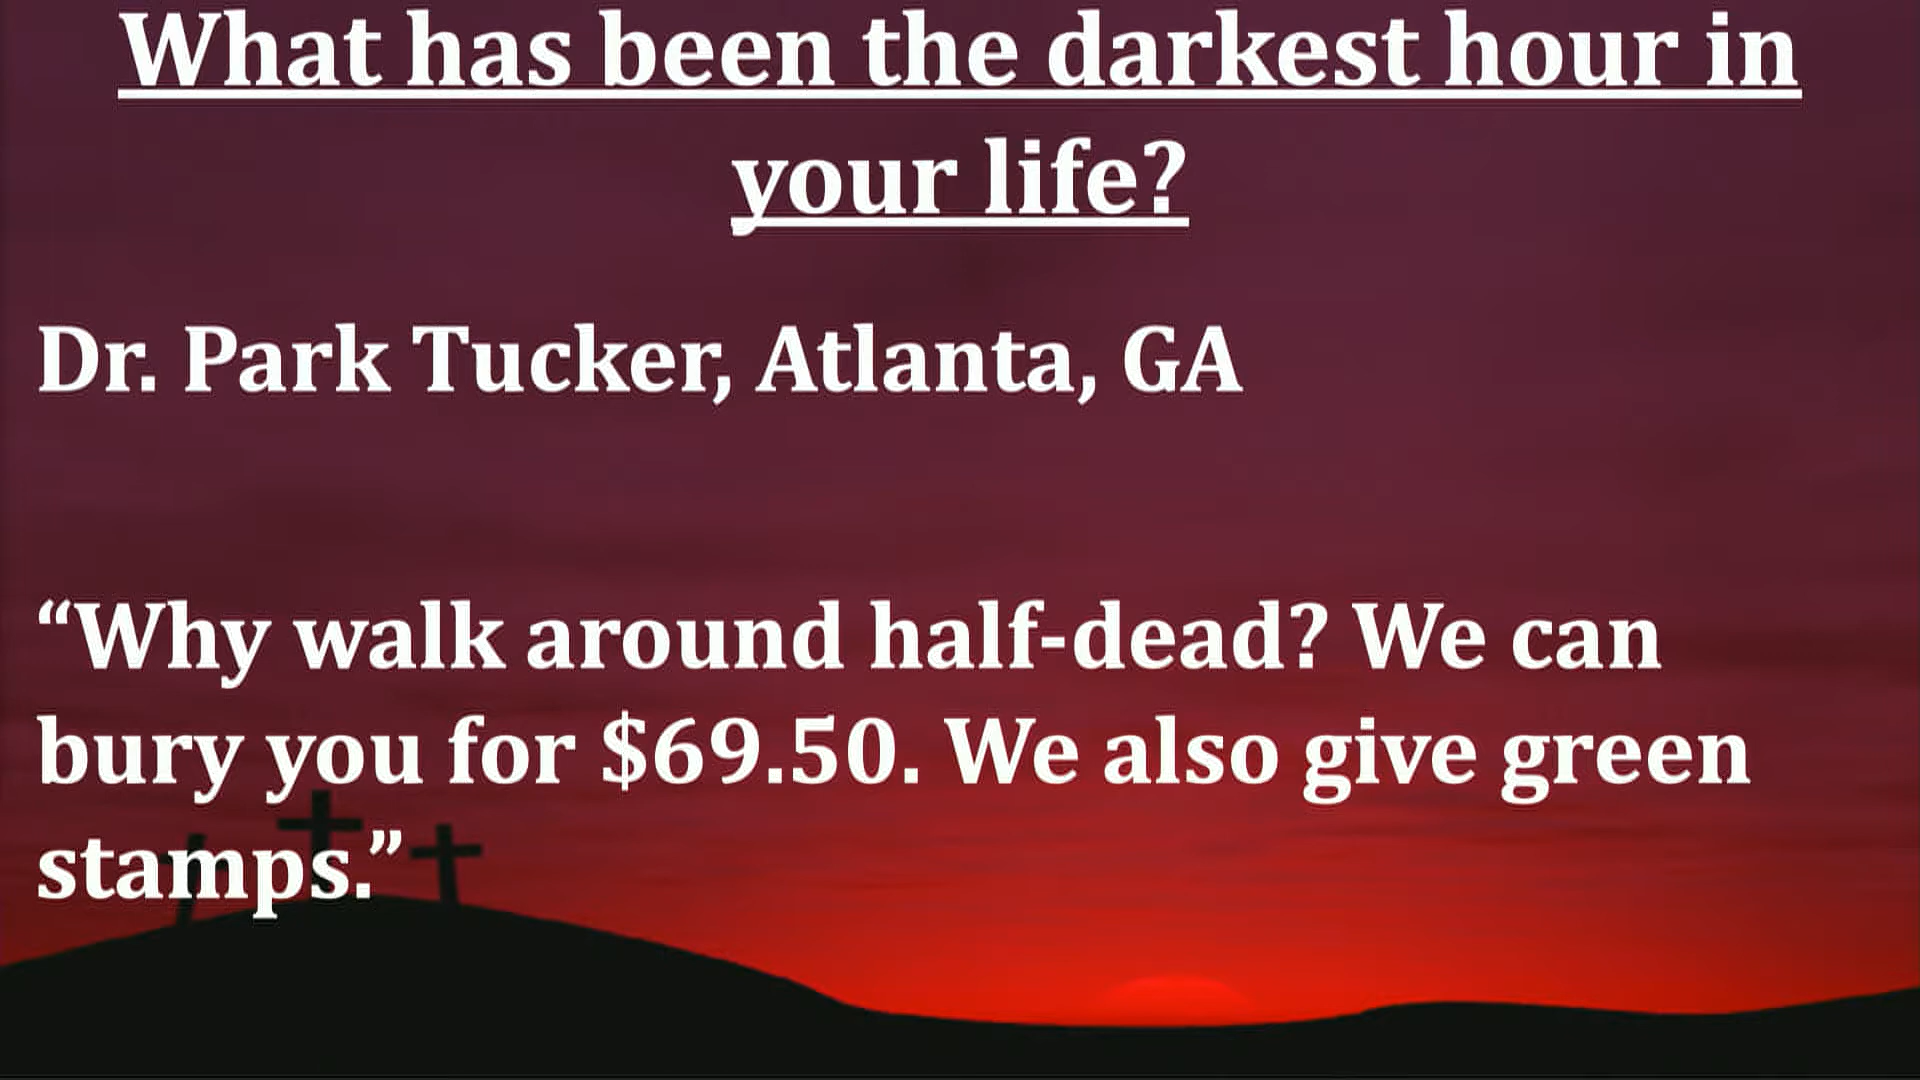 What has been the darkest hour in
your life?
Dr. Park Tucker, Atlanta, GA
“Why walk around half-dead? We can
bury you for $69.50. We also give green
stamps.”